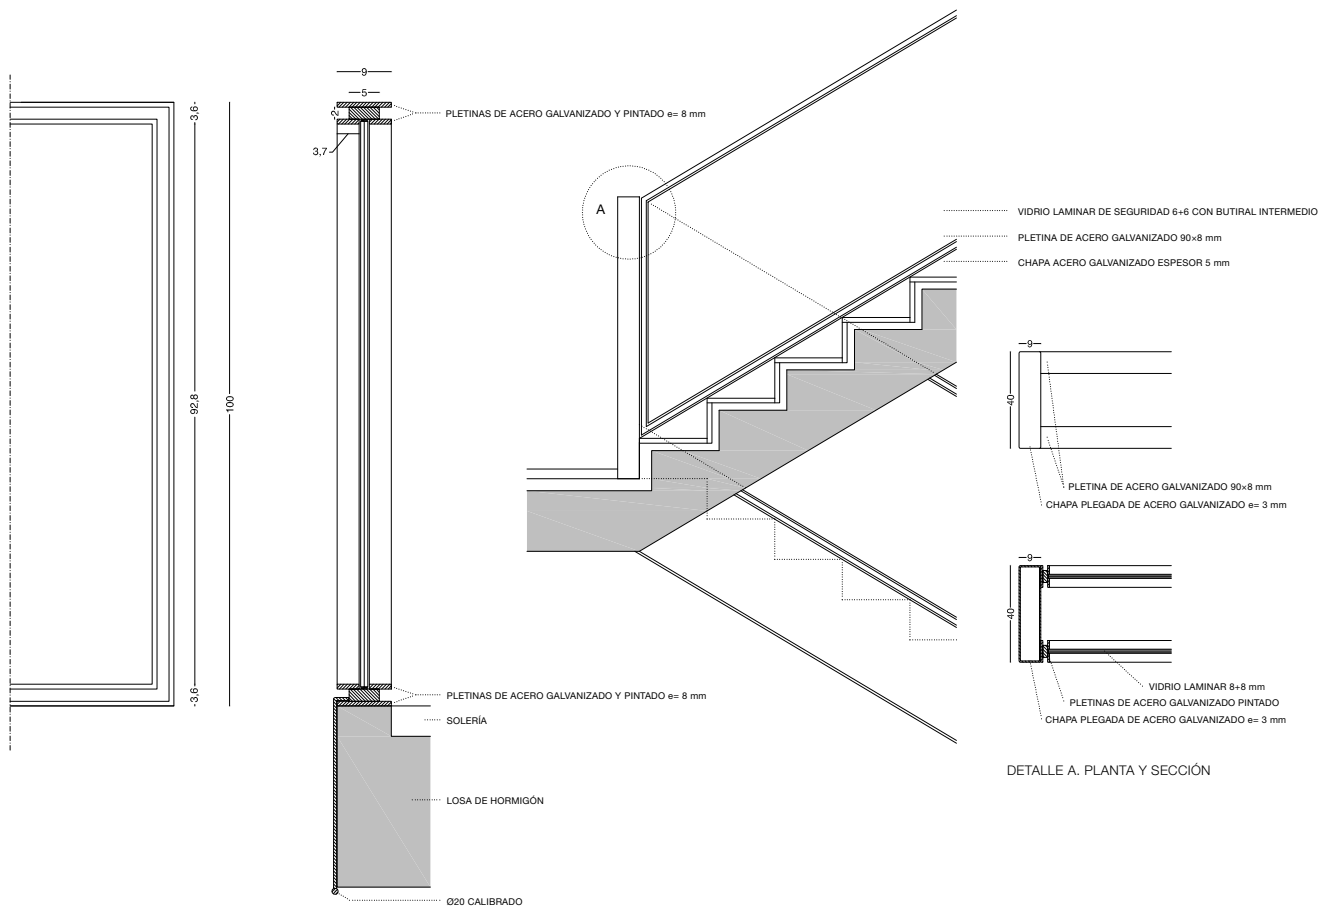 9
5
2
3,6
3,7
92,8
100
3,6
PLETINAS DE ACERO GALVANIZADO Y PINTADO e= 8 mm
PLETINAS DE ACERO GALVANIZADO Y PINTADO e= 8 mm
SOLERÍA
LOSA DE HORMIGÓN
Ø20 CALIBRADO
A
VIDRIO LAMINAR DE SEGURIDAD 6+6 CON BUTIRAL INTERMEDIO
PLETINA DE ACERO GALVANIZADO 90×8 mm
CHAPA ACERO GALVANIZADO ESPESOR 5 mm
9
40
PLETINA DE ACERO GALVANIZADO 90×8 mm
CHAPA PLEGADA DE ACERO GALVANIZADO e= 3 mm
9
40
VIDRIO LAMINAR 8+8 mm
PLETINAS DE ACERO GALVANIZADO PINTADO
CHAPA PLEGADA DE ACERO GALVANIZADO e= 3 mm
DETALLE A. PLANTA Y SECCIÓN